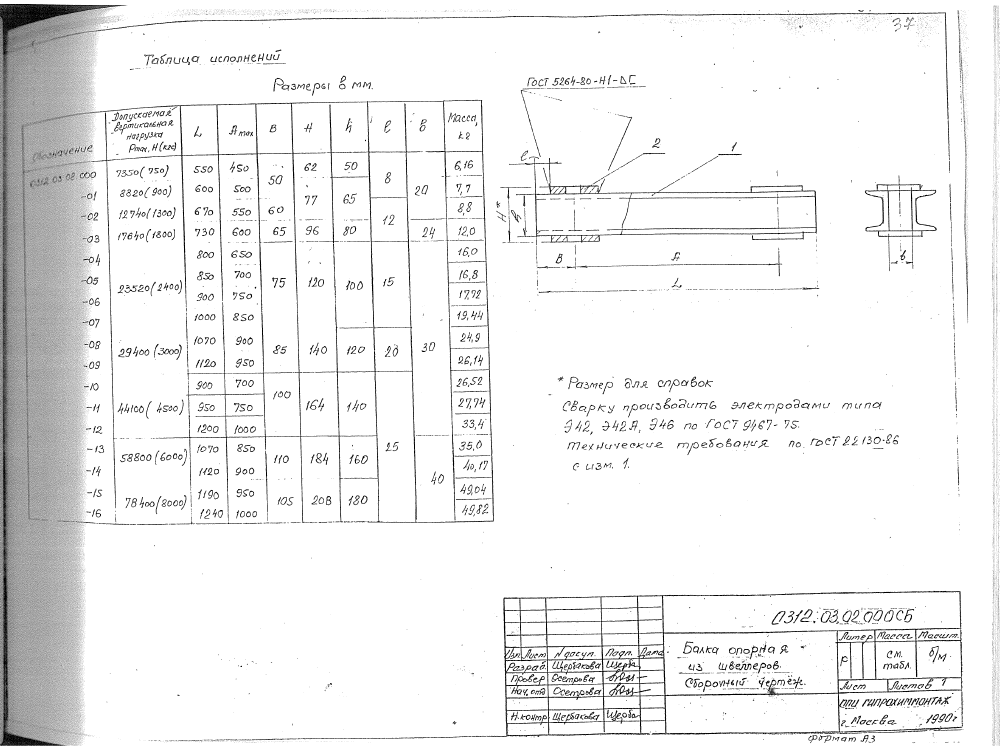 37
Таблица исполнений
Размеры в мм.
Обозначение Допускаемая вертикальная нагрузка Pmax, Н (кгс) L Amax B H h ℓ в Масса, кг
0312.03.02.000 7350 (750) 550 450 50 62 50 8 20 6,16
-01 8820 (900) 600 500 77 65 7,7
-02 12740 (1300) 670 550 60 12 8,8
-03 17640 (1800) 730 600 65 96 80 24 12,0
-04 23520 (2400) 800 650 75 120 100 15 30 16,0
-05 850 700 16,8
-06 900 750 17,72
-07 1000 850 19,44
-08 29400 (3000) 1070 900 85 140 120 20 24,9
-09 1120 950 26,14
-10 44100 (4500) 900 700 100 164 140 25 26,52
-11 950 750 27,74
-12 1200 1000 33,4
-13 58800 (6000) 1070 850 110 184 160 40 35,0
-14 1120 900 40,17
-15 78400 (8000) 1190 950 105 208 180 49,04
-16 1240 1000 49,82
ГОСТ 5264-80-Н1-ΔГ
2 1
ℓ
H* h
B A
L
в
* Размер для справок
Сварку производить электродами типа
Э42, Э42А, Э46 по ГОСТ 9467-75.
Технические требования по ГОСТ 22130-86
с изм. 1.
0312.03.02.000СБ
Изм Лист N докум. Подп. Дата
Разраб Щербакова Щерба
Провер Осетрова
Нач. отд Осетрова
Н.контр Щербакова Щерба
Балка опорная
из швеллеров.
Сборочный чертёж.
Литер Масса Масшт.
Р см. табл. б/м
Лист Листов 1
ОПИ ГИПРОХИММОНТАЖ
г. Москва 1990г
Формат А3